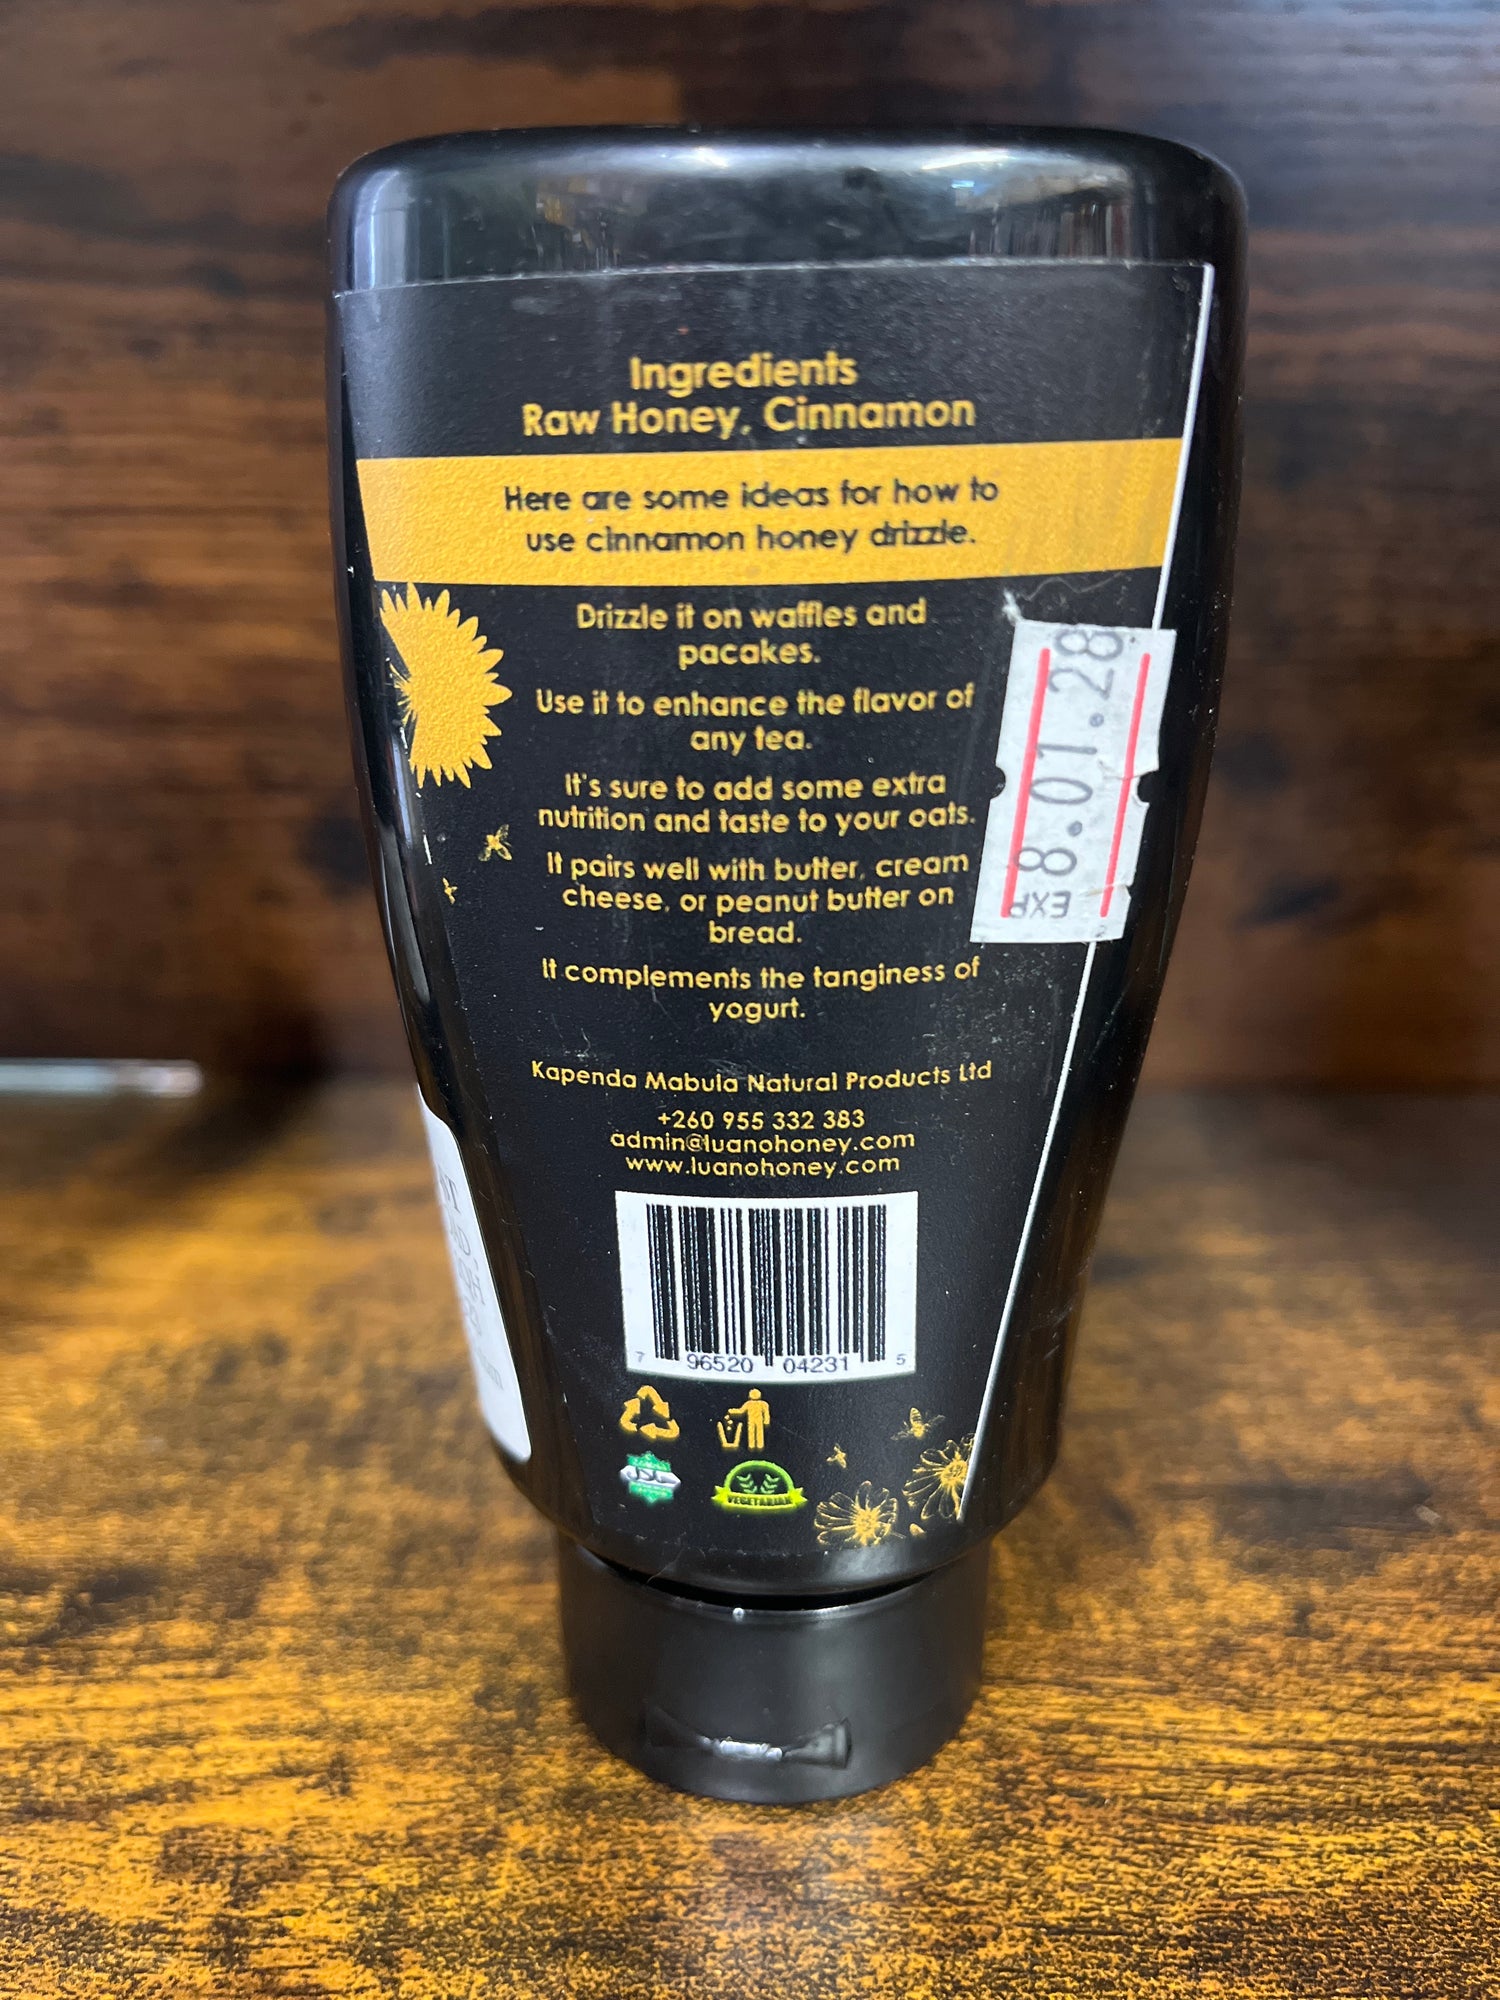 Ingredients
Raw Honey, Cinnamon
Here are some ideas for how to
use cinnamon honey drizzle.
Drizzle it on waffles and
pacakes.
Use it to enhance the flavor of
any tea.
It's sure to add some extra
nutrition and taste to your oats.
It pairs well with butter, cream
cheese, or peanut butter on
bread.
It complements the tanginess of
yogurt.
EXP
8.01.28
Kapenda Mabula Natural Products Ltd
+260 955 332 383
admin@luanohoney.com
www.luanohoney.com
7 96520 04231 5
VEGETARIAN